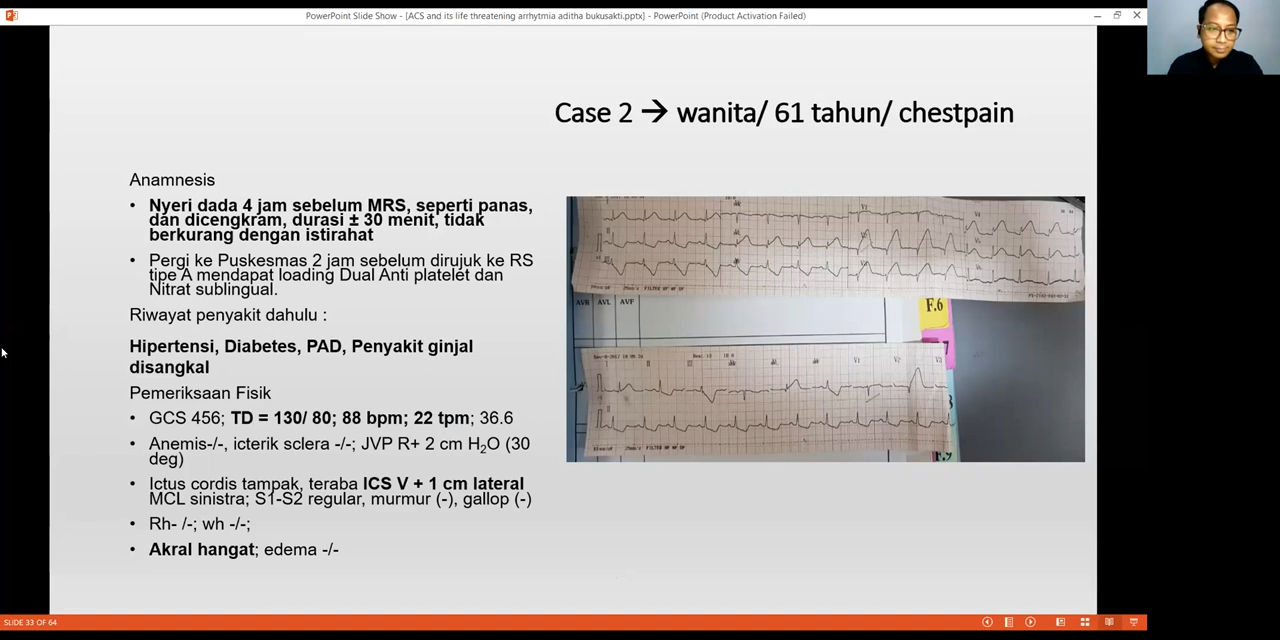 PowerPoint Slide Show - [ACS and its life threatening arrhytmia aditha bukusakti.pptx] - PowerPoint (Product Activation Failed)
Case 2 → wanita/ 61 tahun/ chestpain
Anamnesis
• Nyeri dada 4 jam sebelum MRS, seperti panas,
dan dicengkram, durasi ± 30 menit, tidak
berkurang dengan istirahat
• Pergi ke Puskesmas 2 jam sebelum dirujuk ke RS
tipe A mendapat loading Dual Anti platelet dan
Nitrat sublingual.
Riwayat penyakit dahulu :
Hipertensi, Diabetes, PAD, Penyakit ginjal
disangkal
Pemeriksaan Fisik
• GCS 456; TD = 130/ 80; 88 bpm; 22 tpm; 36.6
• Anemis-/-, icterik sclera -/-; JVP R+ 2 cm H₂O (30
deg)
• Ictus cordis tampak, teraba ICS V + 1 cm lateral
MCL sinistra; S1-S2 regular, murmur (-), gallop (-)
• Rh- /-; wh -/-;
• Akral hangat; edema -/-
AVR AVL AVF
F.6
F.9
SLIDE 33 OF 64